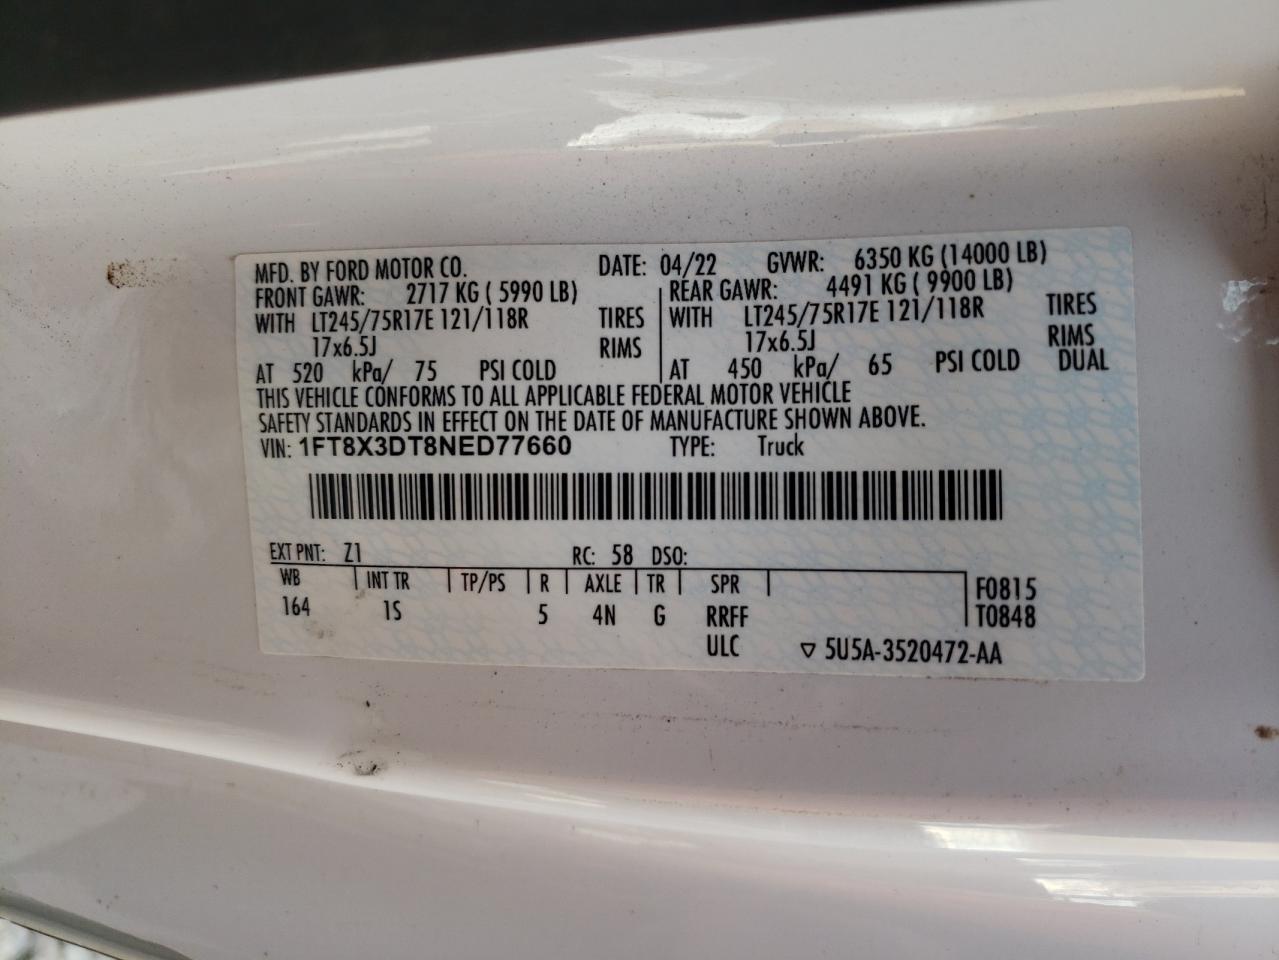 MFD. BY FORD MOTOR CO. DATE: 04/22 GVWR: 6350 KG (14000 LB)
FRONT GAWR: 2717 KG ( 5990 LB) REAR GAWR: 4491 KG ( 9900 LB)
WITH LT245/75R17E 121/118R TIRES WITH LT245/75R17E 121/118R TIRES
17x6.5J RIMS 17x6.5J RIMS
AT 520 kPa/ 75 PSI COLD AT 450 kPa/ 65 PSI COLD DUAL
THIS VEHICLE CONFORMS TO ALL APPLICABLE FEDERAL MOTOR VEHICLE
SAFETY STANDARDS IN EFFECT ON THE DATE OF MANUFACTURE SHOWN ABOVE.
VIN: 1FT8X3DT8NED77660 TYPE: Truck
EXT PNT: Z1 RC: 58 DSO:
WB INT TR TP/PS R AXLE TR SPR F0815
164 1S 5 4N G RRFF T0848
ULC ▽ 5U5A-3520472-AA